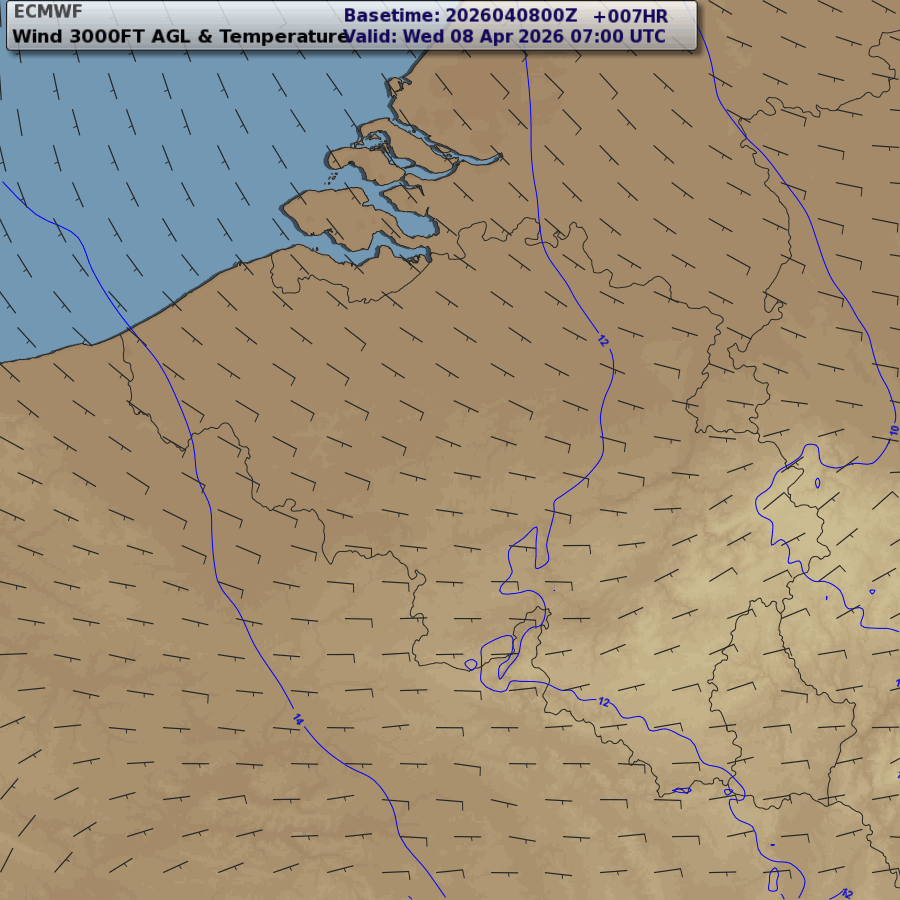 ECMWF
Basetime: 2026040800Z +007HR
Wind 3000FT AGL & Temperature
Valid: Wed 08 Apr 2026 07:00 UTC
12
10
12
14
12